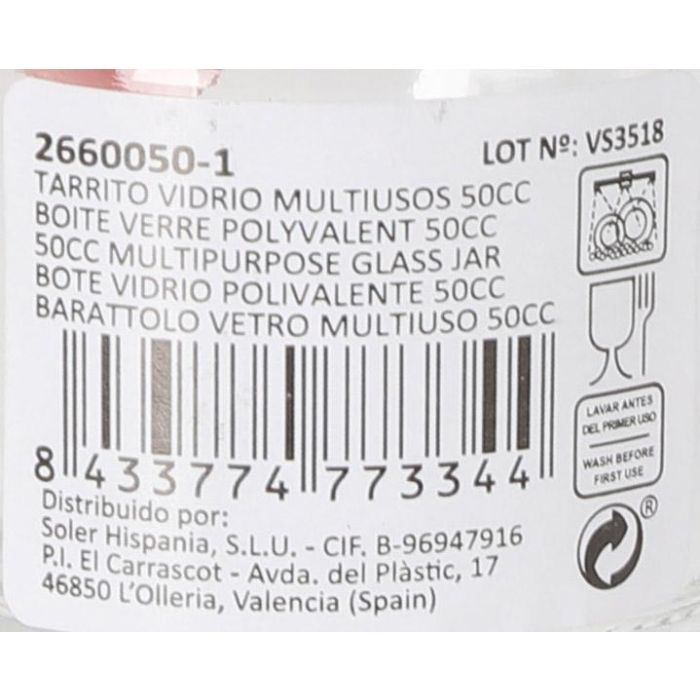 2660050-1
LOT Nº: VS3518
TARRITO VIDRIO MULTIUSOS 50CC
BOITE VERRE POLYVALENT 50CC
50CC MULTIPURPOSE GLASS JAR
BOTE VIDRIO POLIVALENTE 50CC
BARATTOLO VETRO MULTIUSO 50CC
8 433774 773344
LAVAR ANTES
DEL PRIMER USO
WASH BEFORE
FIRST USE
®
Distribuido por:
Soler Hispania, S.L.U. - CIF. B-96947916
P.I. El Carrascot - Avda. del Plàstic, 17
46850 L'Olleria, Valencia (Spain)